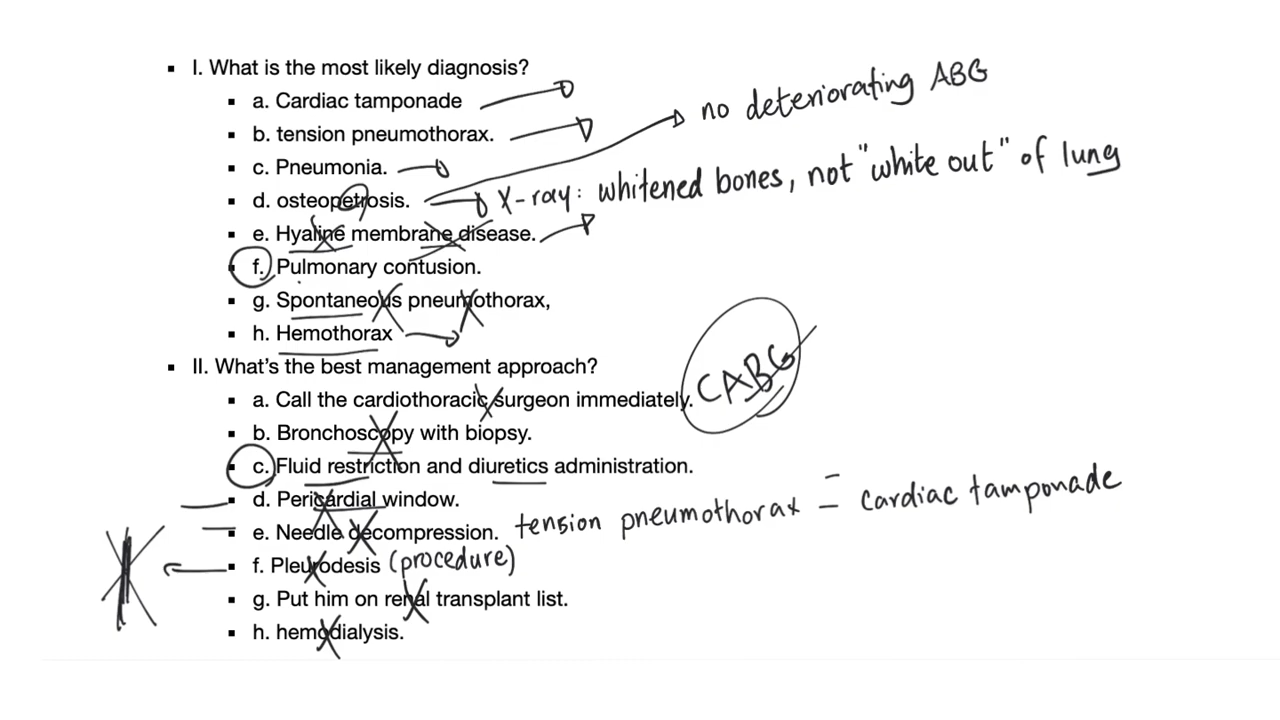 ▪ I. What is the most likely diagnosis?
▪ a. Cardiac tamponade
no deteriorating ABG
▪ b. tension pneumothorax.
▪ c. Pneumonia.
▪ d. osteopetrosis. X-ray: whitened bones, not "white out" of lung
▪ e. Hyaline membrane disease.
▪ f. Pulmonary contusion.
▪ g. Spontaneous pneumothorax,
▪ h. Hemothorax
▪ II. What's the best management approach?
▪ a. Call the cardiothoracic surgeon immediately. CABG
▪ b. Bronchoscopy with biopsy.
▪ c. Fluid restriction and diuretics administration.
▪ d. Pericardial window.
▪ e. Needle decompression. tension pneumothorax = cardiac tamponade
▪ f. Pleurodesis (procedure)
▪ g. Put him on renal transplant list.
▪ h. hemodialysis.